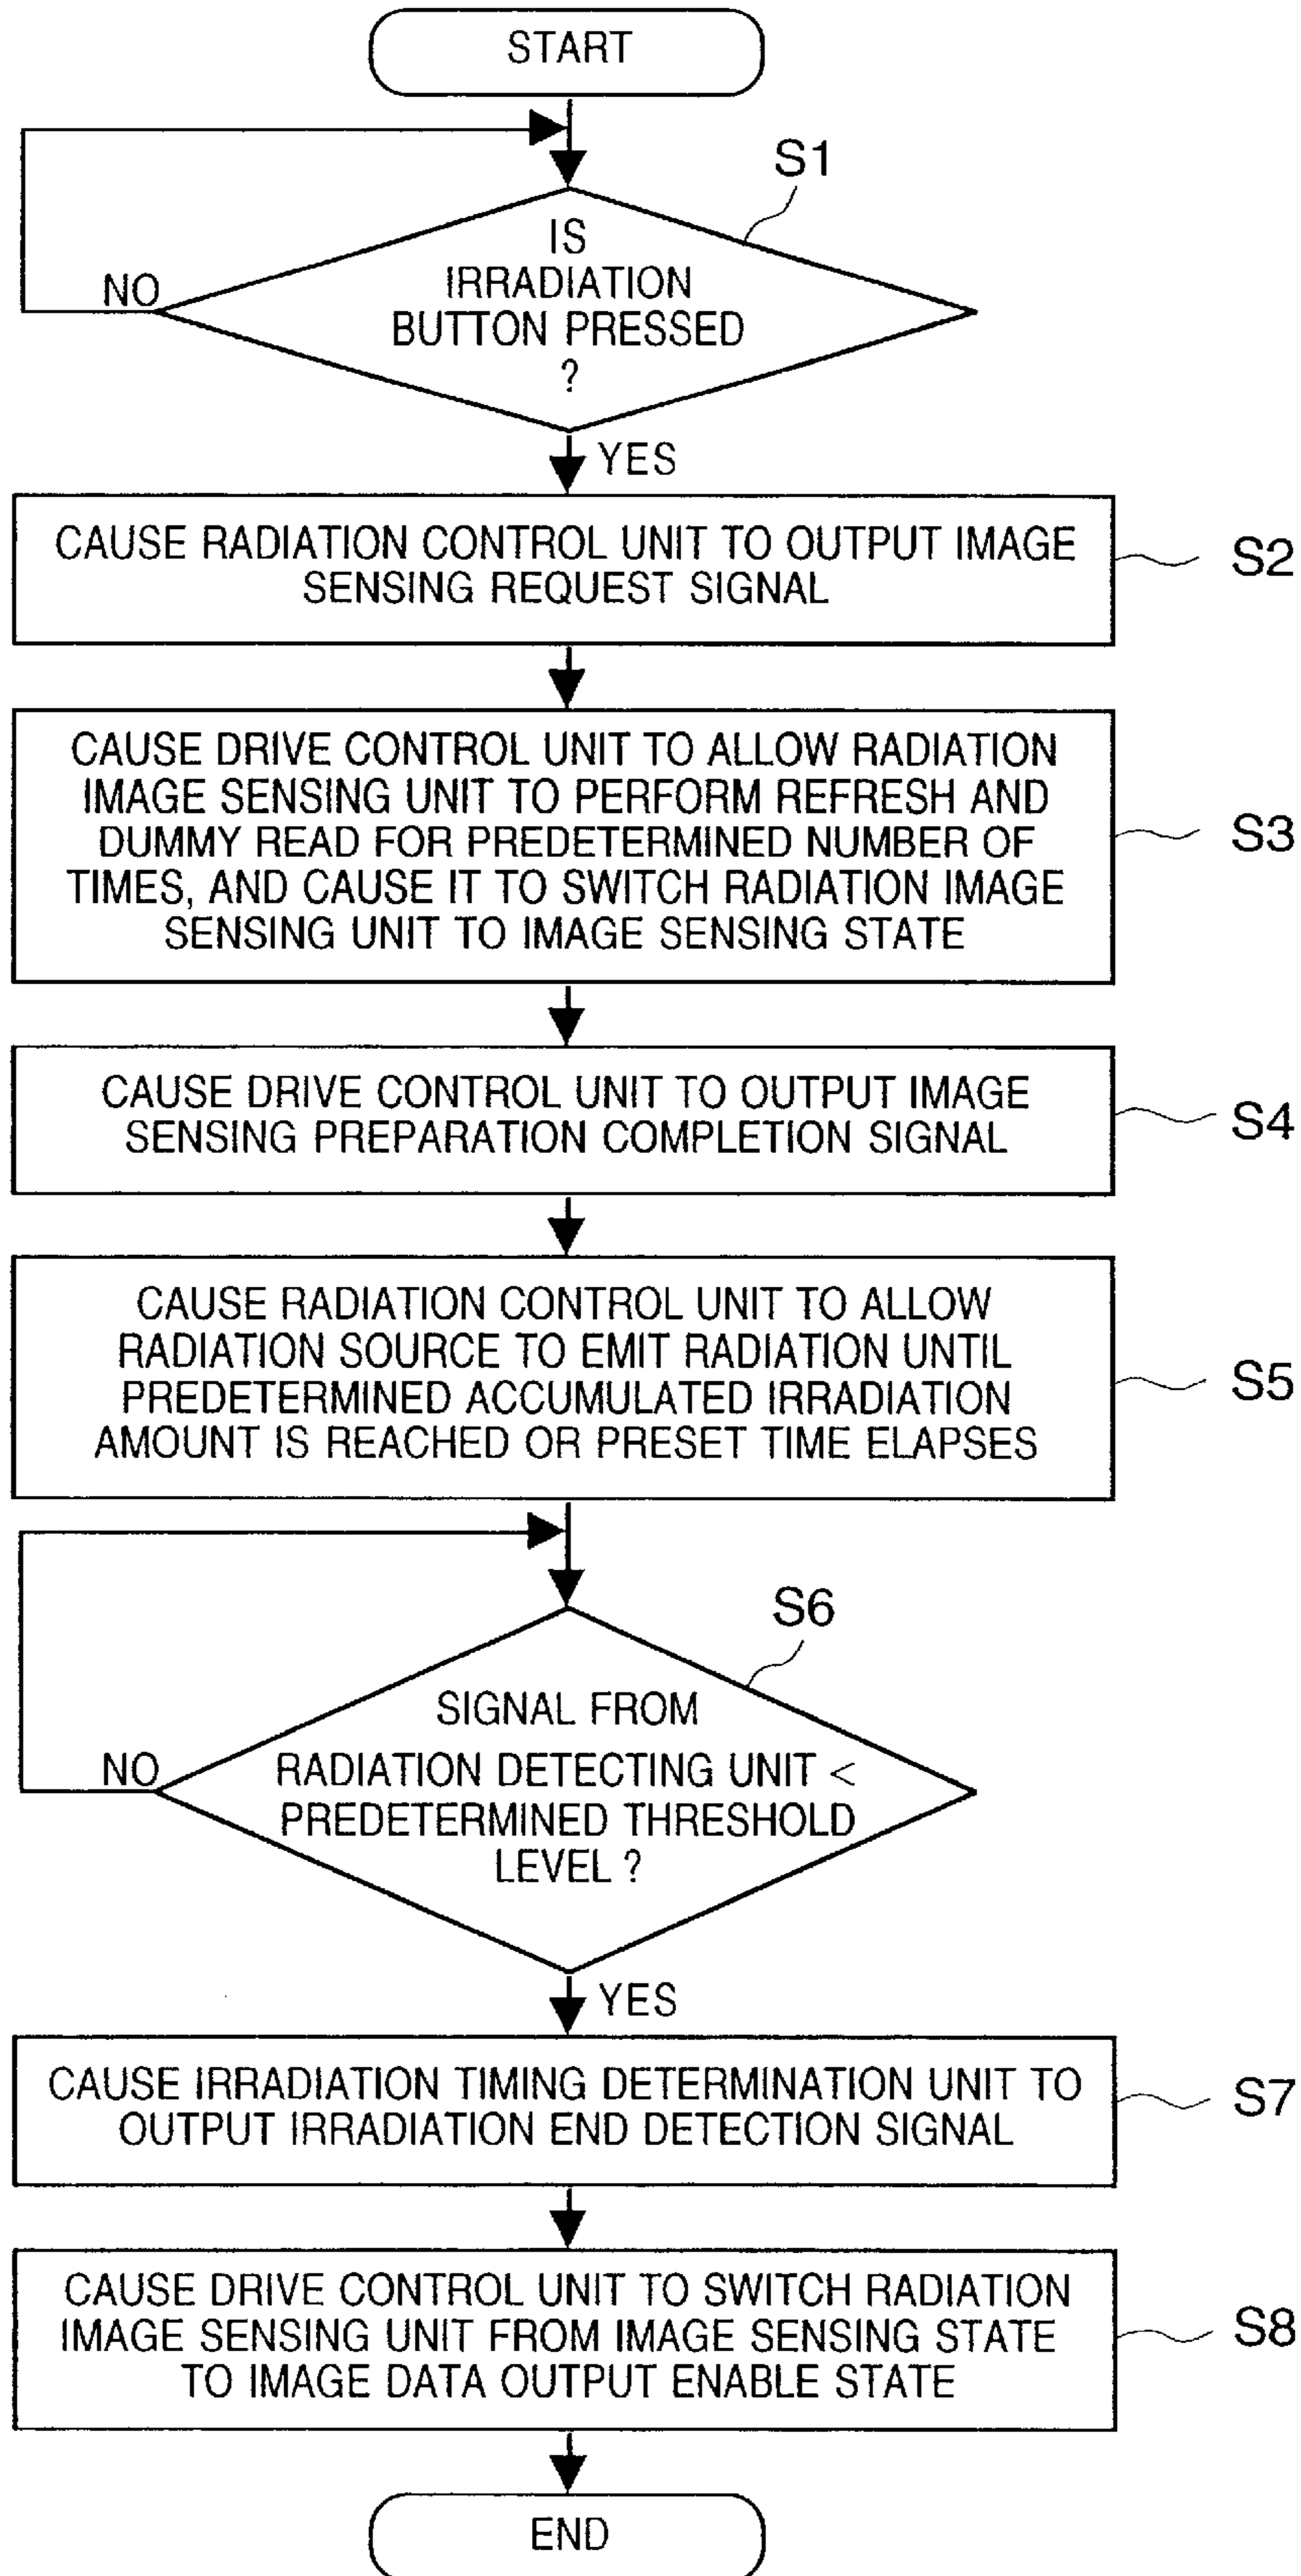 START
S1
IS
IRRADIATION
BUTTON PRESSED
?
NO
YES
CAUSE RADIATION CONTROL UNIT TO OUTPUT IMAGE
SENSING REQUEST SIGNAL
S2
CAUSE DRIVE CONTROL UNIT TO ALLOW RADIATION
IMAGE SENSING UNIT TO PERFORM REFRESH AND
DUMMY READ FOR PREDETERMINED NUMBER OF
TIMES, AND CAUSE IT TO SWITCH RADIATION IMAGE
SENSING UNIT TO IMAGE SENSING STATE
S3
CAUSE DRIVE CONTROL UNIT TO OUTPUT IMAGE
SENSING PREPARATION COMPLETION SIGNAL
S4
CAUSE RADIATION CONTROL UNIT TO ALLOW
RADIATION SOURCE TO EMIT RADIATION UNTIL
PREDETERMINED ACCUMULATED IRRADIATION
AMOUNT IS REACHED OR PRESET TIME ELAPSES
S5
S6
SIGNAL FROM
RADIATION DETECTING UNIT <
PREDETERMINED THRESHOLD
LEVEL ?
NO
YES
CAUSE IRRADIATION TIMING DETERMINATION UNIT TO
OUTPUT IRRADIATION END DETECTION SIGNAL
S7
CAUSE DRIVE CONTROL UNIT TO SWITCH RADIATION
IMAGE SENSING UNIT FROM IMAGE SENSING STATE
TO IMAGE DATA OUTPUT ENABLE STATE
S8
END